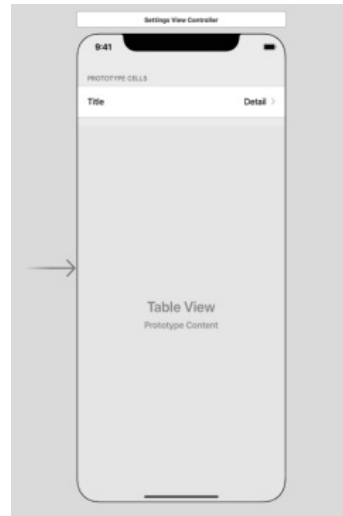 Settings View Controller
9:41
PROTOTYPE CELLS
Title Detail
Table View
Prototype Content